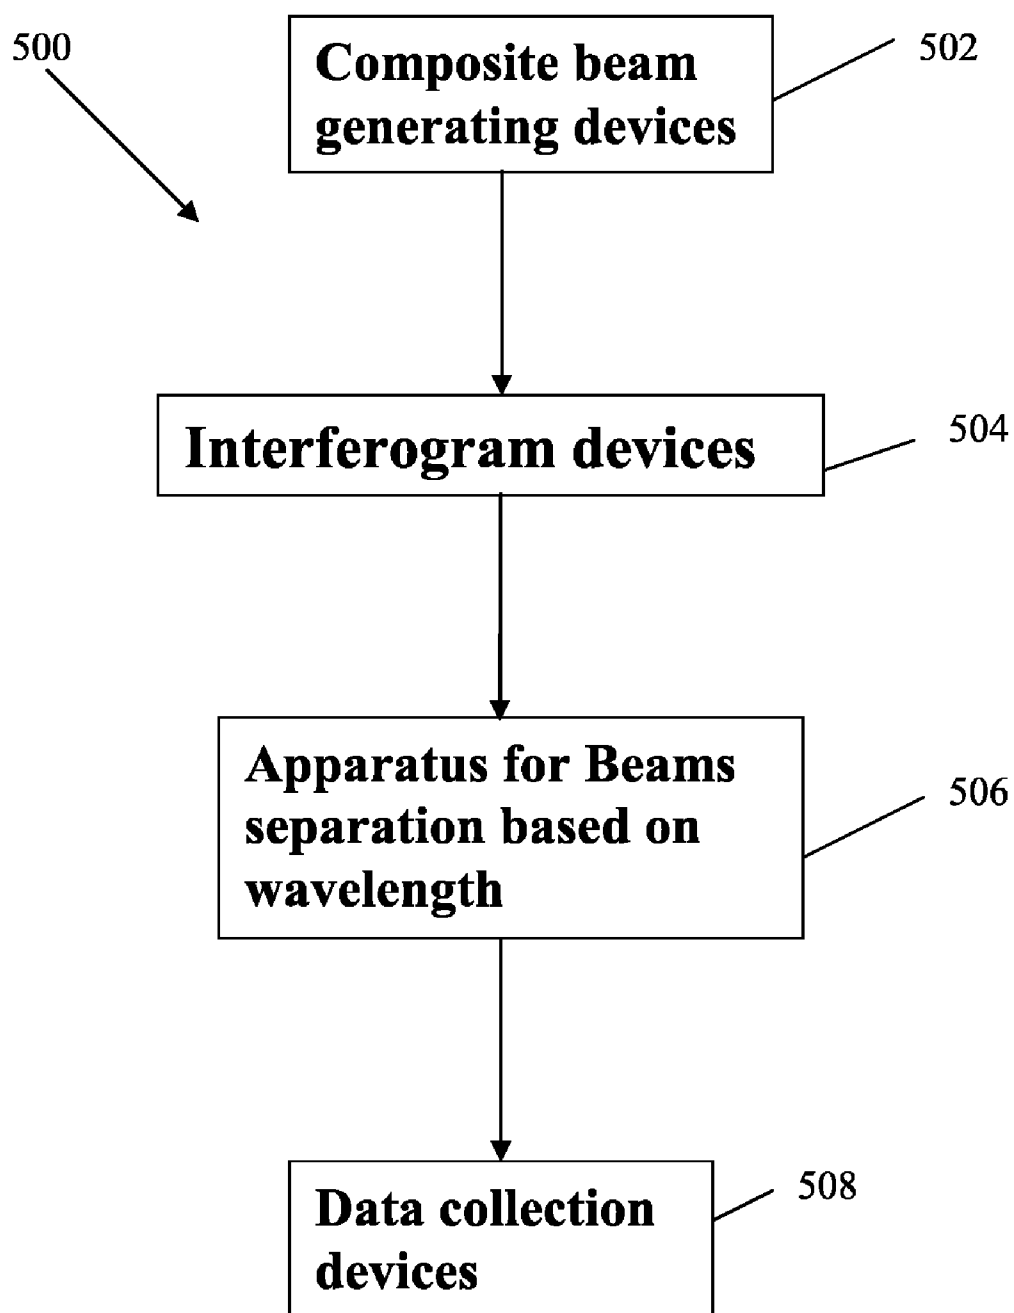 500
502
Composite beam
generating devices
504
Interferogram devices
506
Apparatus for Beams
separation based on
wavelength
508
Data collection
devices